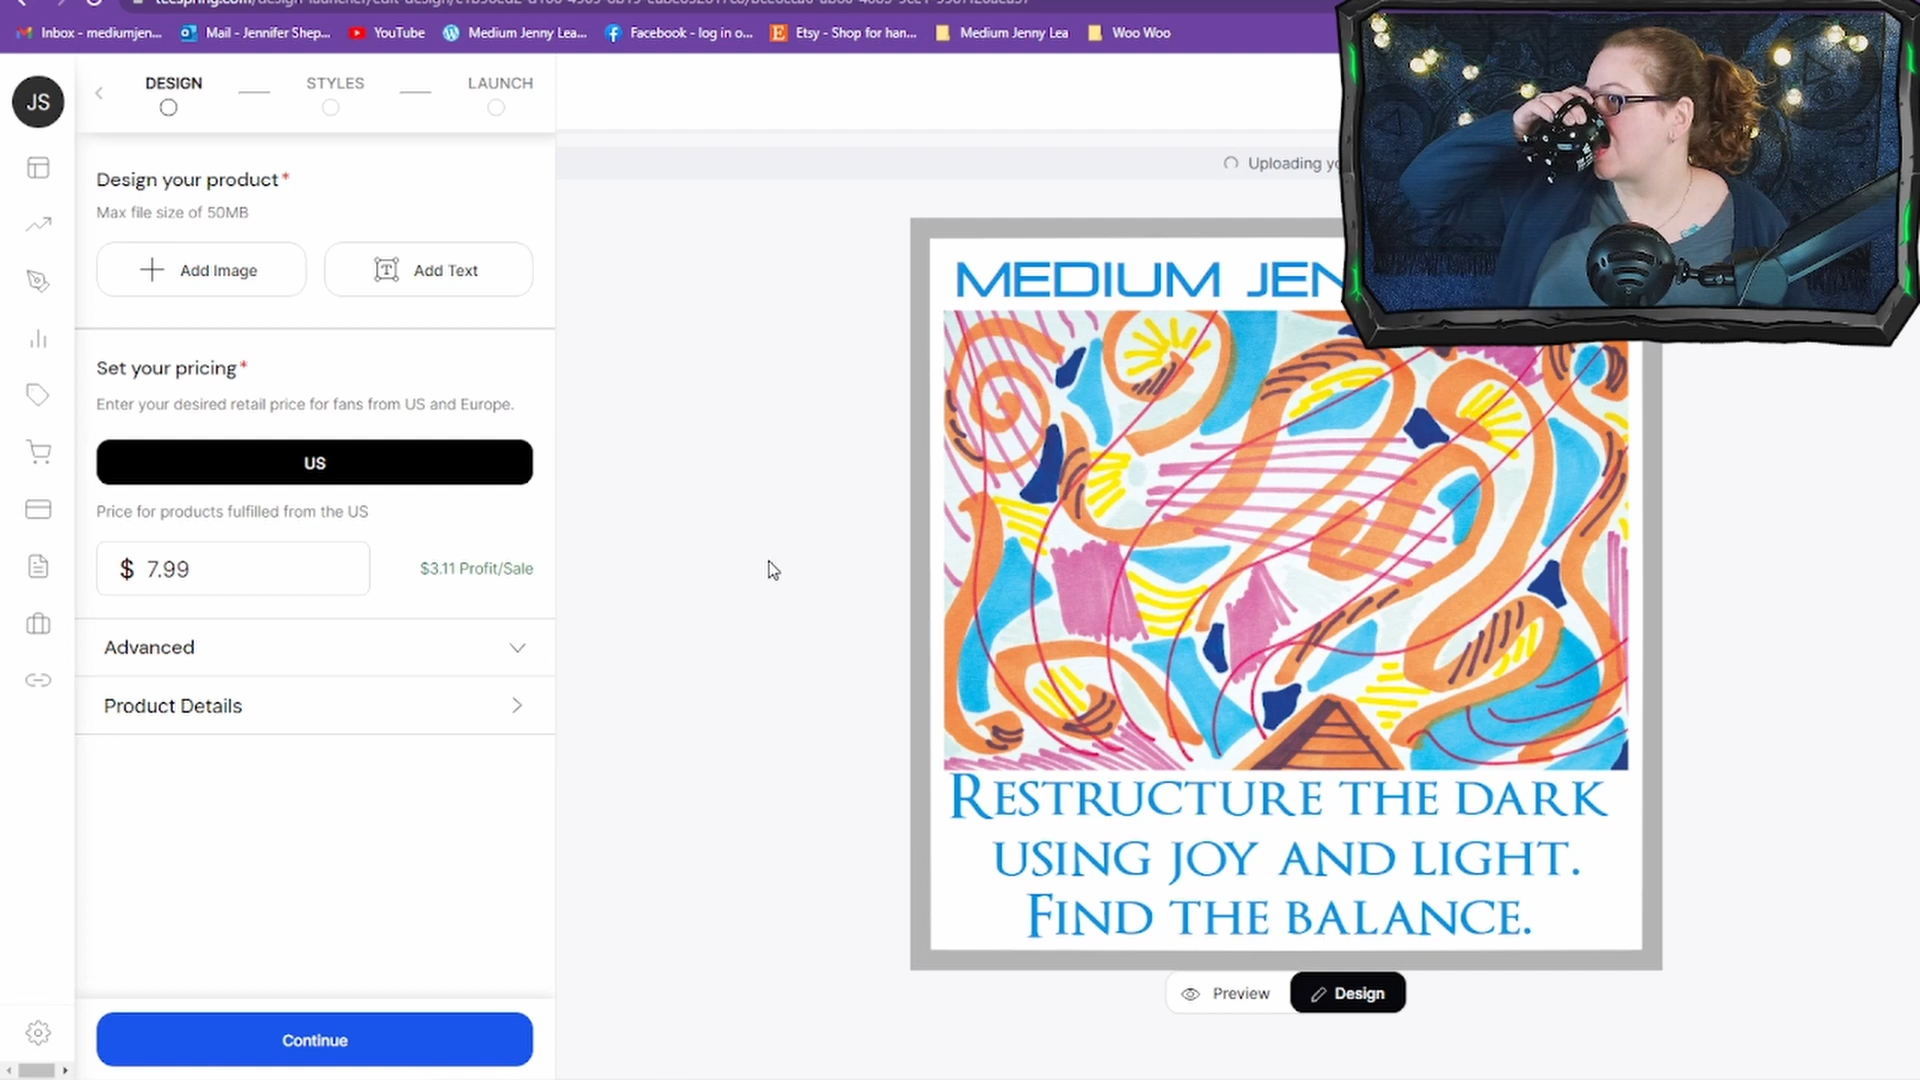 Inbox - mediumjen...
Mail - Jennifer Shep...
YouTube
Medium Jenny Lea...
Facebook - log in o...
Etsy - Shop for han...
Medium Jenny Lea
Woo Woo
JS
DESIGN
STYLES
LAUNCH
Design your product*
Max file size of 50MB
Add Image
Add Text
Set your pricing*
Enter your desired retail price for fans from US and Europe.
US
Price for products fulfilled from the US
$ 7.99
$3.11 Profit/Sale
Advanced
Product Details
Continue
Uploading
MEDIUM JEN
RESTRUCTURE THE DARK
USING JOY AND LIGHT.
FIND THE BALANCE.
Preview
Design